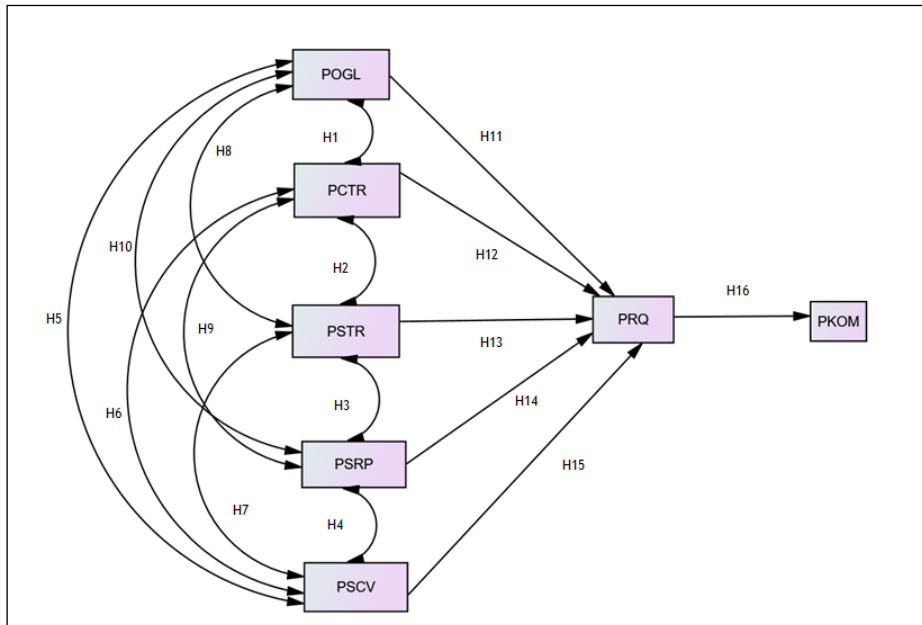 POGL
H1
H11
H8
PCTR
H10
H12
H2
H16
H5
H9
PSTR
PRQ
PKOM
H13
H6
H3
H14
PSRP
H15
H7
H4
PSCV